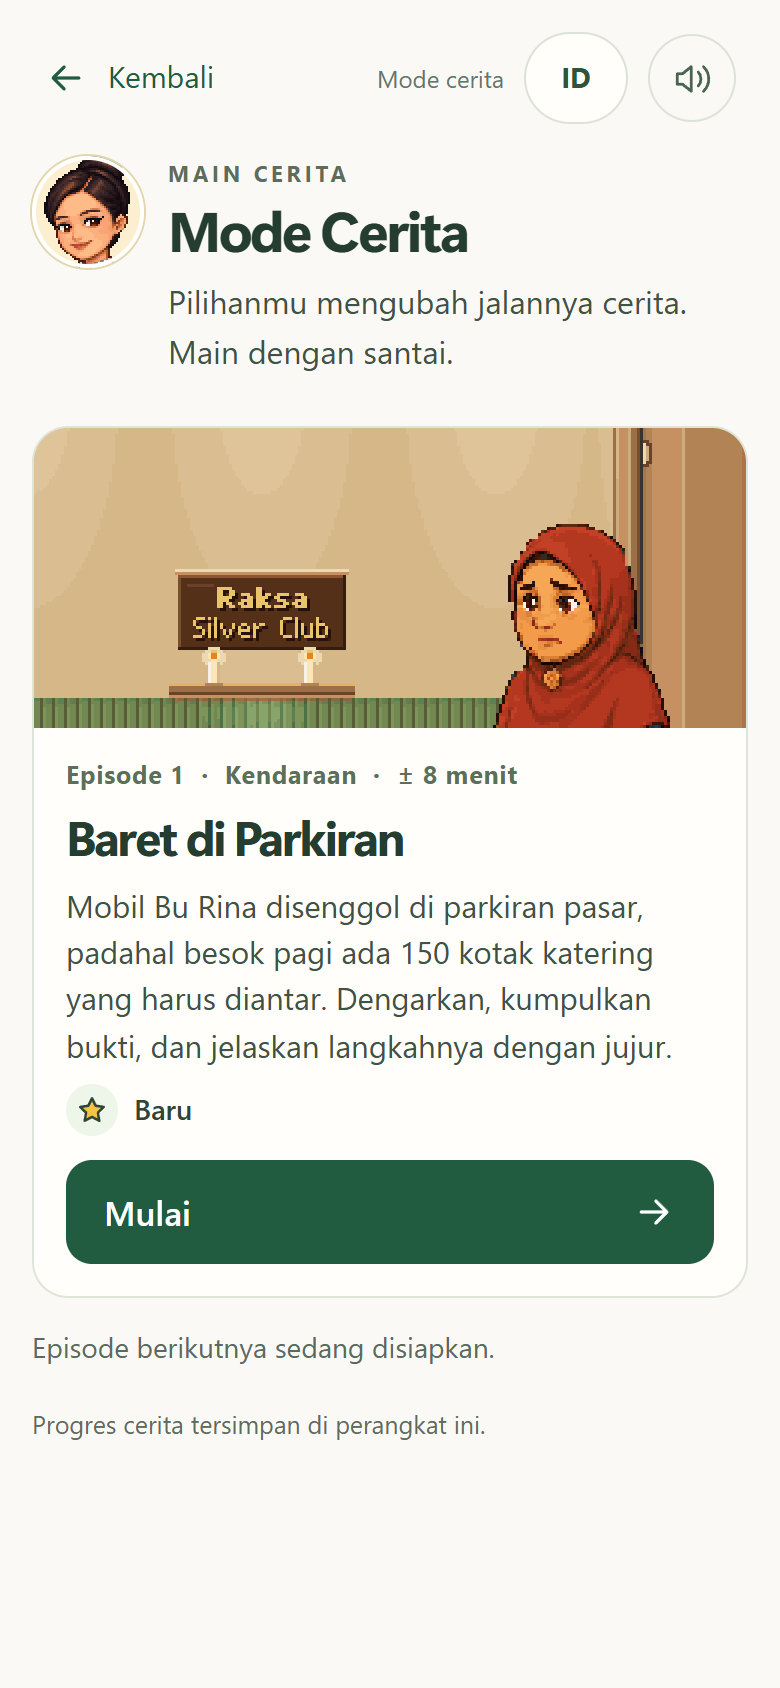 Kembali
Mode cerita
ID
MAIN CERITA
Mode Cerita
Pilihanmu mengubah jalannya cerita.
Main dengan santai.
Raksa
Silver Club
Episode 1 · Kendaraan · ± 8 menit
Baret di Parkiran
Mobil Bu Rina disenggol di parkiran pasar,
padahal besok pagi ada 150 kotak katering
yang harus diantar. Dengarkan, kumpulkan
bukti, dan jelaskan langkahnya dengan jujur.
Baru
Mulai
Episode berikutnya sedang disiapkan.
Progres cerita tersimpan di perangkat ini.